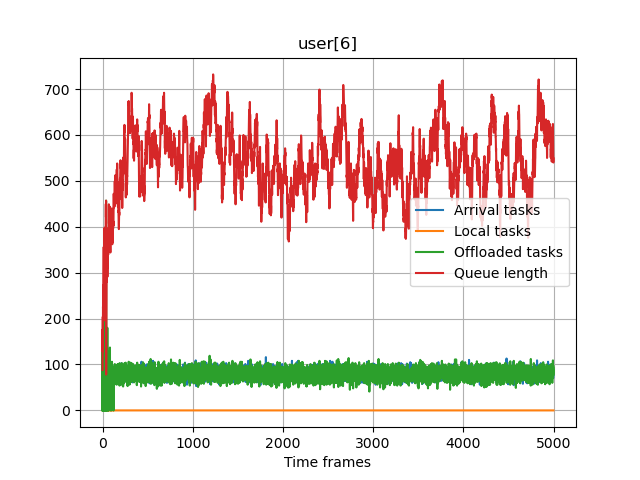 user[6]
700
600
500
400
300
200
100
0
Arrival tasks
Local tasks
Offloaded tasks
Queue length
0 1000 2000 3000 4000 5000
Time frames